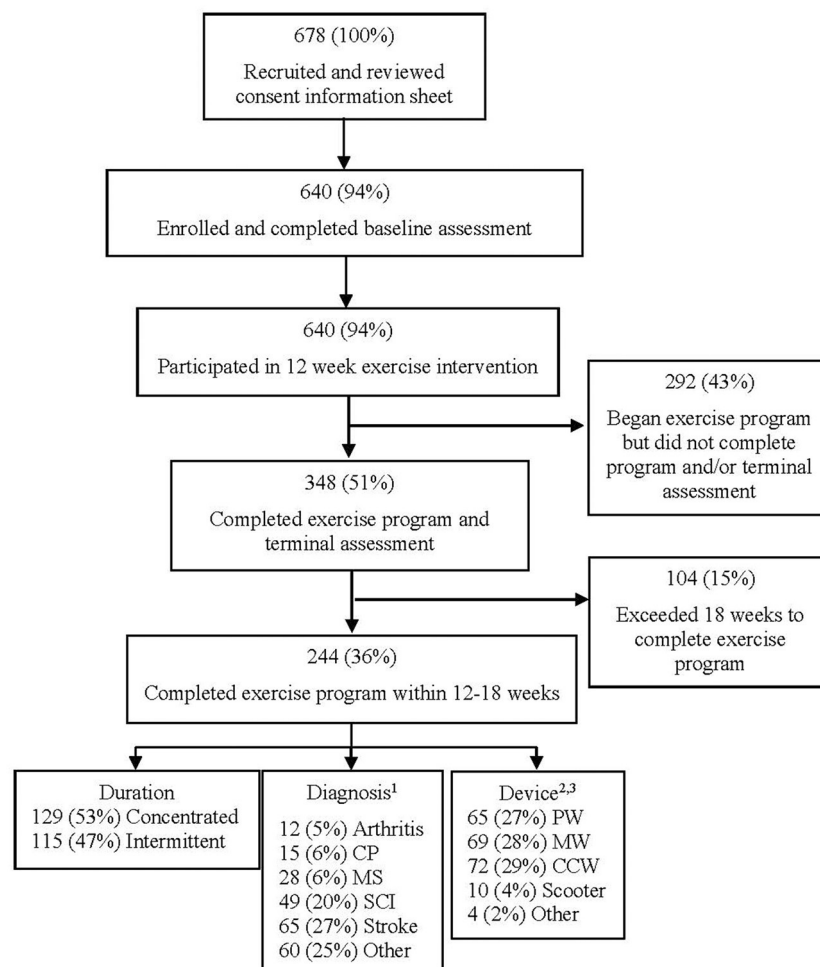 678 (100%)
Recruited and reviewed
consent information sheet
640 (94%)
Enrolled and completed baseline assessment
640 (94%)
Participated in 12 week exercise intervention
292 (43%)
Began exercise program
but did not complete
program and/or terminal
assessment
348 (51%)
Completed exercise program and
terminal assessment
104 (15%)
Exceeded 18 weeks to
complete exercise
program
244 (36%)
Completed exercise program within 12-18 weeks
Duration
129 (53%) Concentrated
115 (47%) Intermittent
Diagnosis¹
12 (5%) Arthritis
15 (6%) CP
28 (6%) MS
49 (20%) SCI
65 (27%) Stroke
60 (25%) Other
Device²,³
65 (27%) PW
69 (28%) MW
72 (29%) CCW
10 (4%) Scooter
4 (2%) Other